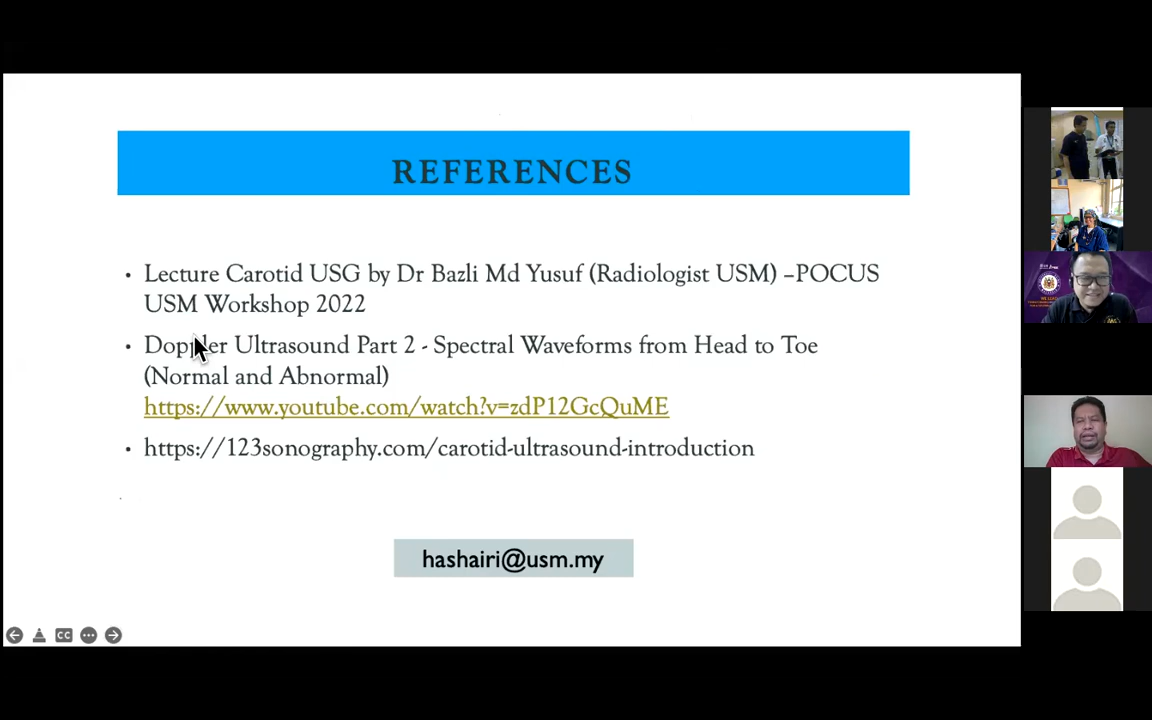 REFERENCES
• Lecture Carotid USG by Dr Bazli Md Yusuf (Radiologist USM) –POCUS
USM Workshop 2022
• Doppler Ultrasound Part 2 - Spectral Waveforms from Head to Toe
(Normal and Abnormal)
https://www.youtube.com/watch?v=zdP12GcQuME
• https://123sonography.com/carotid-ultrasound-introduction
hashairi@usm.my
CC